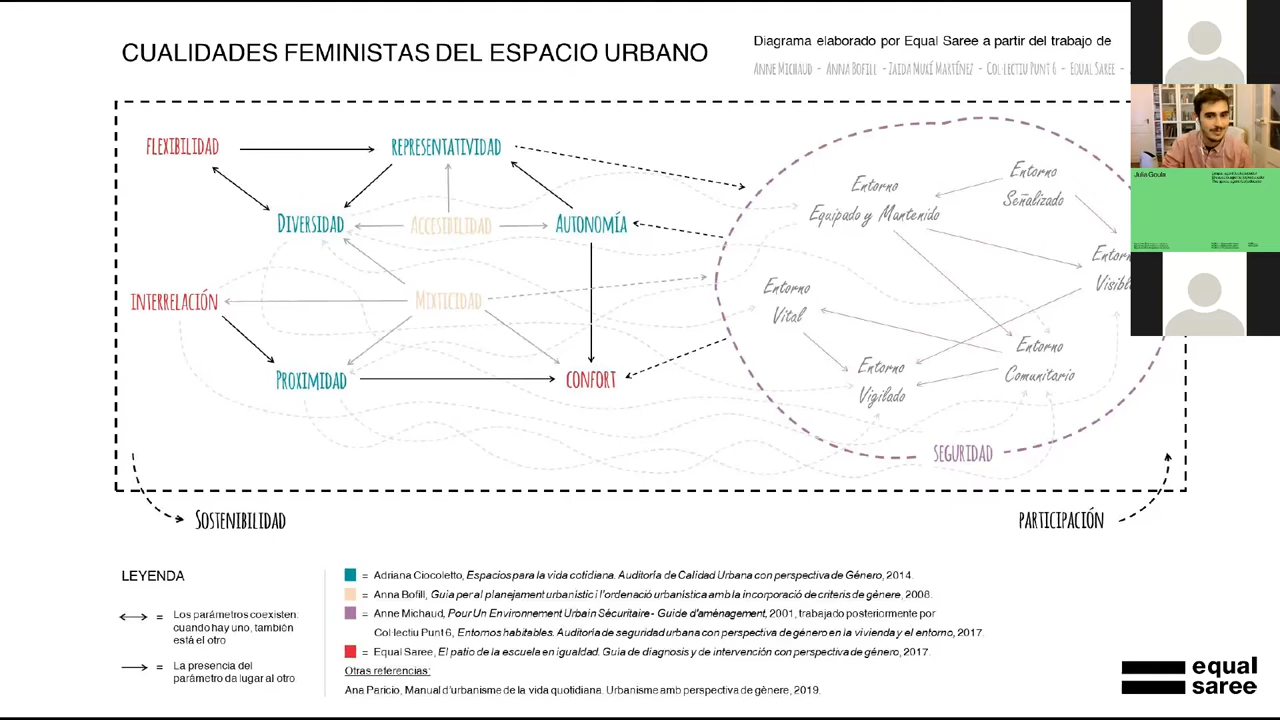 CUALIDADES FEMINISTAS DEL ESPACIO URBANO
Diagrama elaborado por Equal Saree a partir del trabajo de
ANNE MICHAUD - ANNA BOFILL - ZAIDA MUXÍ MARTÍNEZ - COL·LECTIU PUNT 6 - EQUAL SAREE -
FLEXIBILIDAD
REPRESENTATIVIDAD
DIVERSIDAD
ACCESIBILIDAD
AUTONOMÍA
INTERRELACIÓN
MIXTICIDAD
PROXIMIDAD
CONFORT
Entorno
Equipado y Mantenido
Entorno
Señalizado
Entorno
Vital
Entorno
Vigilado
Entorno
Comunitario
SEGURIDAD
Julia Goula
SOSTENIBILIDAD
PARTICIPACIÓN
LEYENDA
= Los parámetros coexisten:
cuando hay uno, también
está el otro
= La presencia del
parámetro da lugar al otro
= Adriana Ciocoletto, Espacios para la vida cotidiana. Auditoría de Calidad Urbana con perspectiva de Género, 2014.
= Anna Bofill, Guia per al planejament urbanístic i l'ordenació urbanística amb la incorporació de criteris de gènere, 2008.
= Anne Michaud, Pour Un Environnement Urbain Sécuritaire - Guide d'aménagement, 2001, trabajado posteriormente por
Col·lectiu Punt 6, Entornos habitables. Auditoría de seguridad urbana con perspectiva de género en la vivienda y el entorno, 2017.
= Equal Saree, El patio de la escuela en igualdad. Guía de diagnosis y de intervención con perspectiva de género, 2017.
Otras referencias:
Ana Paricio, Manual d'urbanisme de la vida quotidiana. Urbanisme amb perspectiva de gènere, 2019.
equal
saree